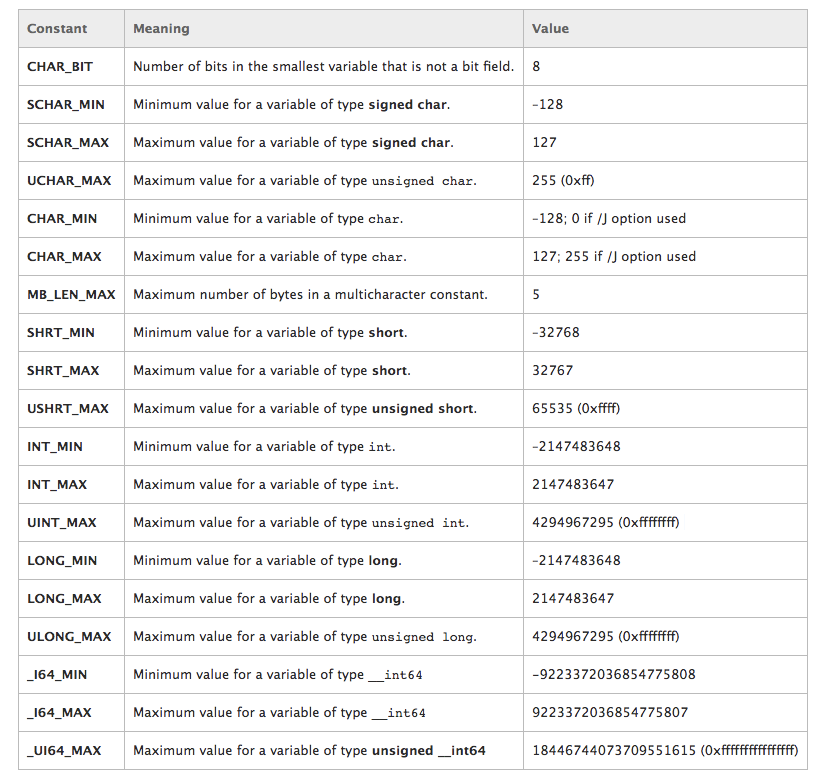 Constant Meaning Value
CHAR_BIT Number of bits in the smallest variable that is not a bit field. 8
SCHAR_MIN Minimum value for a variable of type signed char. -128
SCHAR_MAX Maximum value for a variable of type signed char. 127
UCHAR_MAX Maximum value for a variable of type unsigned char. 255 (0xff)
CHAR_MIN Minimum value for a variable of type char. -128; 0 if /J option used
CHAR_MAX Maximum value for a variable of type char. 127; 255 if /J option used
MB_LEN_MAX Maximum number of bytes in a multicharacter constant. 5
SHRT_MIN Minimum value for a variable of type short. -32768
SHRT_MAX Maximum value for a variable of type short. 32767
USHRT_MAX Maximum value for a variable of type unsigned short. 65535 (0xffff)
INT_MIN Minimum value for a variable of type int. -2147483648
INT_MAX Maximum value for a variable of type int. 2147483647
UINT_MAX Maximum value for a variable of type unsigned int. 4294967295 (0xffffffff)
LONG_MIN Minimum value for a variable of type long. -2147483648
LONG_MAX Maximum value for a variable of type long. 2147483647
ULONG_MAX Maximum value for a variable of type unsigned long. 4294967295 (0xffffffff)
_I64_MIN Minimum value for a variable of type __int64 -9223372036854775808
_I64_MAX Maximum value for a variable of type __int64 9223372036854775807
_UI64_MAX Maximum value for a variable of type unsigned __int64 18446744073709551615 (0xffffffffffffffff)